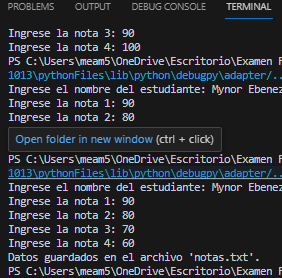 PROBLEMS OUTPUT DEBUG CONSOLE TERMINAL
Ingrese la nota 3: 90
Ingrese la nota 4: 100
PS C:\Users\meam5\OneDrive\Escritorio\Examen F
1013\pythonFiles\lib\python\debugpy\adapter/..
Ingrese el nombre del estudiante: Mynor Ebenez
Ingrese la nota 1: 90
Ingrese la nota 2: 80
Open folder in new window (ctrl + click)
PS C:\Users\meam5\OneDrive\Escritorio\Examen F
1013\pythonFiles\lib\python\debugpy\adapter/..
Ingrese el nombre del estudiante: Mynor Ebenez
Ingrese la nota 1: 90
Ingrese la nota 2: 80
Ingrese la nota 3: 70
Ingrese la nota 4: 60
Datos guardados en el archivo 'notas.txt'.
PS C:\Users\meam5\OneDrive\Escritorio\Examen F